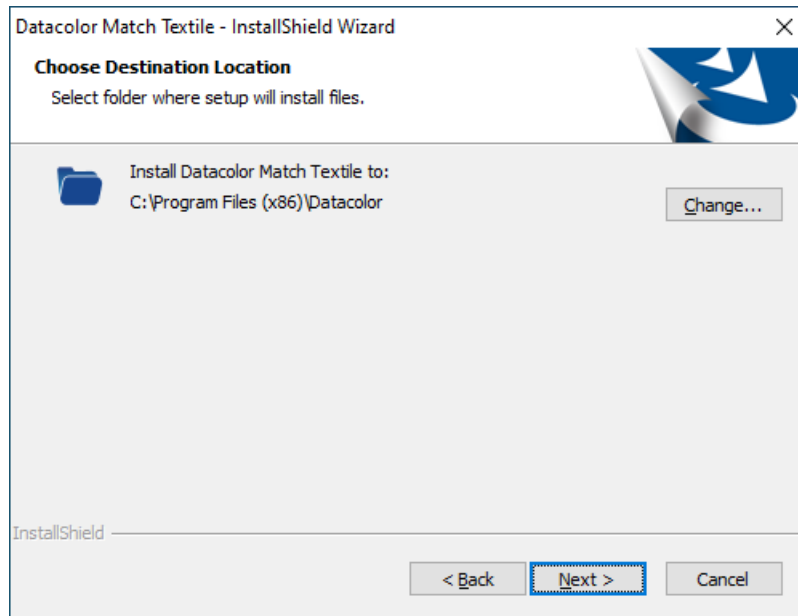 Datacolor Match Textile - InstallShield Wizard
Choose Destination Location
Select folder where setup will install files.
Install Datacolor Match Textile to:
C:\Program Files (x86)\Datacolor
Change...
InstallShield
< Back
Next >
Cancel